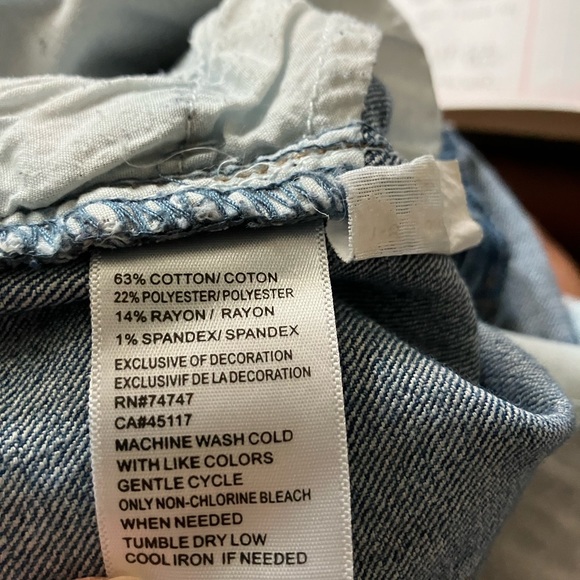 63% COTTON/ COTON
22% POLYESTER/ POLYESTER
14% RAYON/ RAYON
1% SPANDEX/ SPANDEX
EXCLUSIVE OF DECORATION
EXCLUSIVIF DE LA DECORATION
RN#74747
CA#45117
MACHINE WASH COLD
WITH LIKE COLORS
GENTLE CYCLE
ONLY NON-CHLORINE BLEACH
WHEN NEEDED
TUMBLE DRY LOW
COOL IRON IF NEEDED